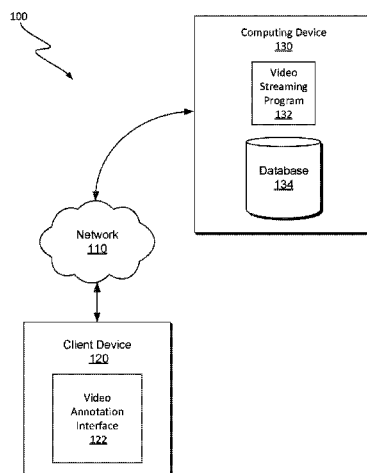 100
Computing Device
130
Video
Streaming
Program
132
Database
134
Network
110
Client Device
120
Video
Annotation
Interface
122